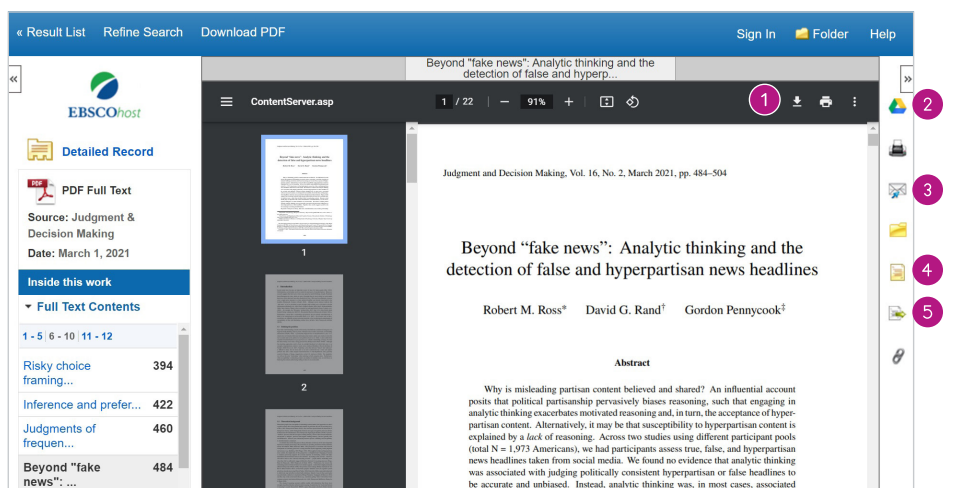 « Result List Refine Search Download PDF Sign In Folder Help
Beyond "fake news": Analytic thinking and the
detection of false and hyperp...
«
»
EBSCOhost
ContentServer.asp 1 / 22 − 91% + 1
2
Detailed Record
PDF
PDF Full Text
Source: Judgment &
Decision Making
Date: March 1, 2021
Inside this work
Full Text Contents
1 - 5 6 - 10 11 - 12
Risky choice
framing... 394
Inference and prefer... 422
Judgments of
frequen... 460
Beyond "fake
news": ... 484
1
2
Judgment and Decision Making, Vol. 16, No. 2, March 2021, pp. 484–504
Beyond “fake news”: Analytic thinking and the
detection of false and hyperpartisan news headlines
Robert M. Ross* David G. Rand† Gordon Pennycook‡
Abstract
Why is misleading partisan content believed and shared? An influential account
posits that political partisanship pervasively biases reasoning, such that engaging in
analytic thinking exacerbates motivated reasoning and, in turn, the acceptance of hyper-
partisan content. Alternatively, it may be that susceptibility to hyperpartisan content is
explained by a lack of reasoning. Across two studies using different participant pools
(total N = 1,973 Americans), we had participants assess true, false, and hyperpartisan
news headlines taken from social media. We found no evidence that analytic thinking
was associated with judging politically consistent hyperpartisan or false headlines to
be accurate and unbiased. Instead, analytic thinking was, in most cases, associated
3
4
5